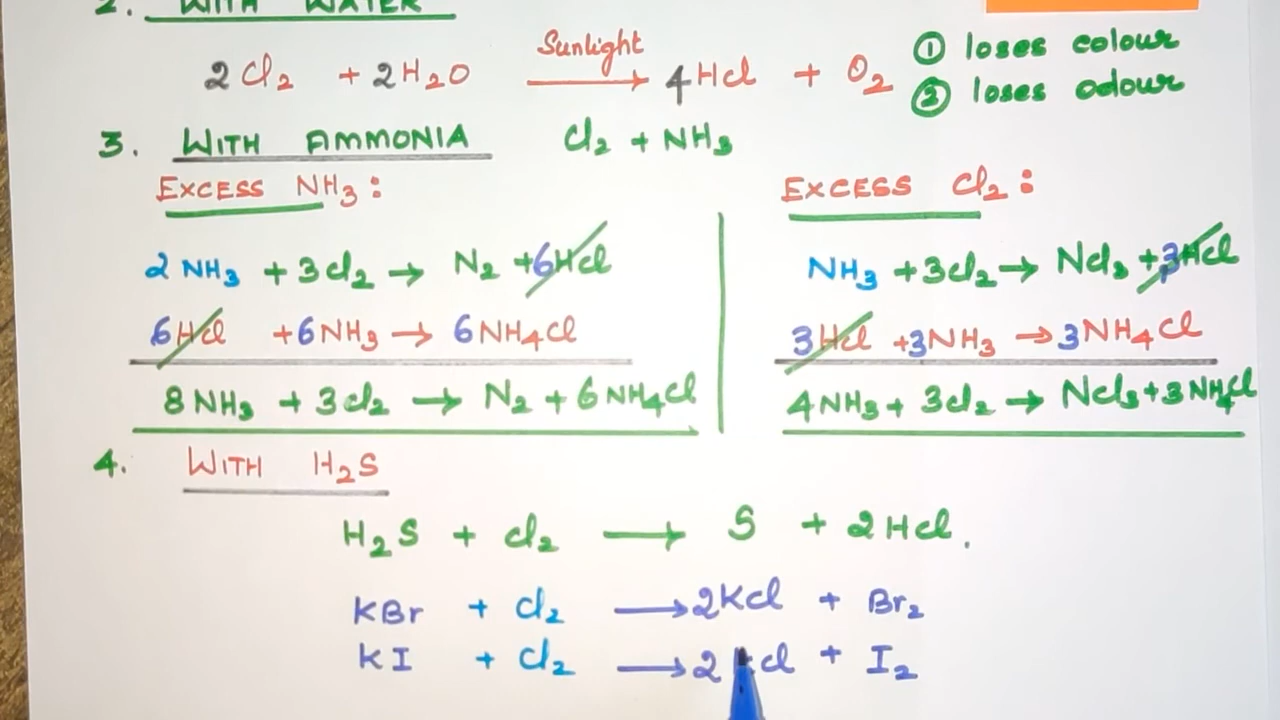 2. WITH WATER
2Cl2 + 2H2O Sunlight → 4HCl + O2 ① loses colour
② loses odour
3. WITH AMMONIA Cl2 + NH3
EXCESS NH3:
2NH3 + 3Cl2 → N2 + 6HCl
6HCl + 6NH3 → 6NH4Cl
8NH3 + 3Cl2 → N2 + 6NH4Cl
EXCESS Cl2:
NH3 + 3Cl2 → NCl3 + 3HCl
3HCl + 3NH3 → 3NH4Cl
4NH3 + 3Cl2 → NCl3 + 3NH4Cl
4. WITH H2S
H2S + Cl2 → S + 2HCl.
KBr + Cl2 → 2KCl + Br2
KI + Cl2 → 2KCl + I2